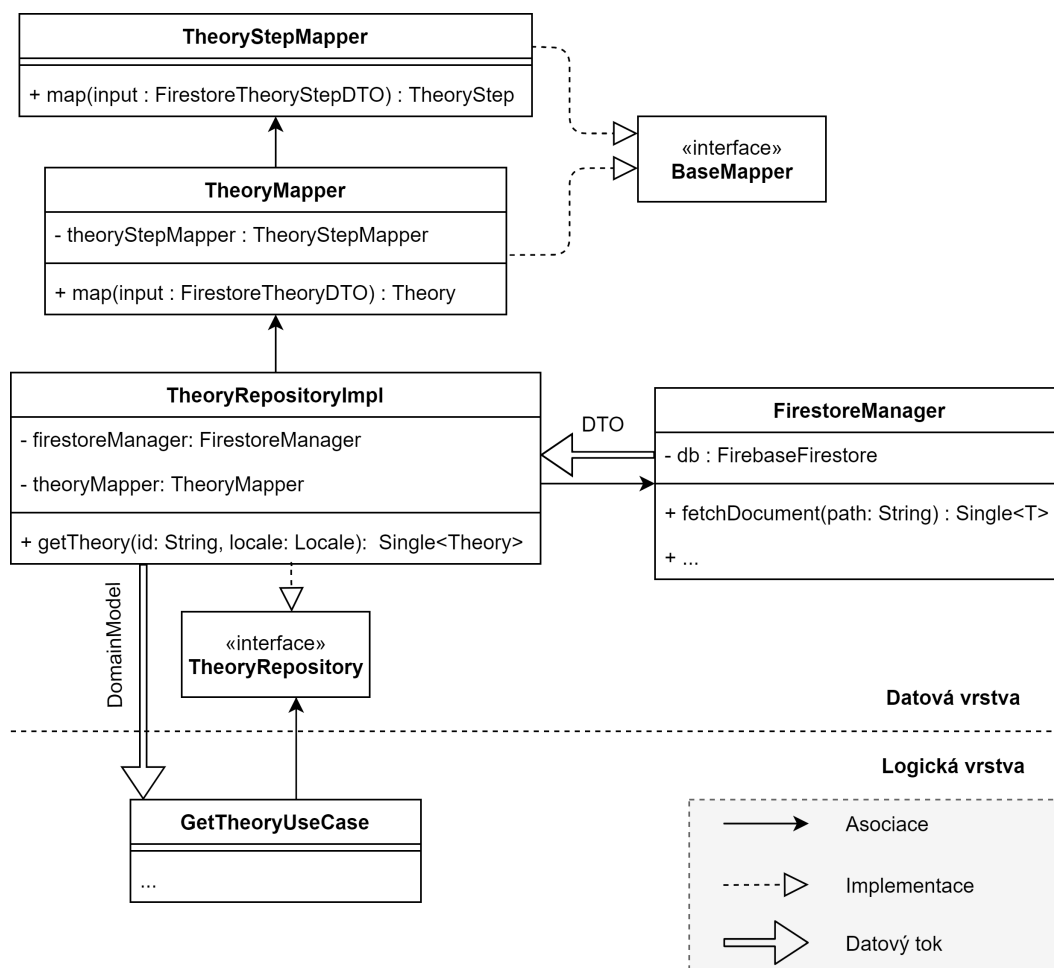 TheoryStepMapper
+ map(input : FirestoreTheoryStepDTO) : TheoryStep
«interface»
BaseMapper
TheoryMapper
- theoryStepMapper : TheoryStepMapper
+ map(input : FirestoreTheoryDTO) : Theory
TheoryRepositoryImpl
- firestoreManager: FirestoreManager
- theoryMapper: TheoryMapper
+ getTheory(id: String, locale: Locale): Single<Theory>
DTO
FirestoreManager
- db : FirebaseFirestore
+ fetchDocument(path: String) : Single<T>
+ ...
DomainModel
«interface»
TheoryRepository
Datová vrstva
Logická vrstva
GetTheoryUseCase
...
Asociace
Implementace
Datový tok